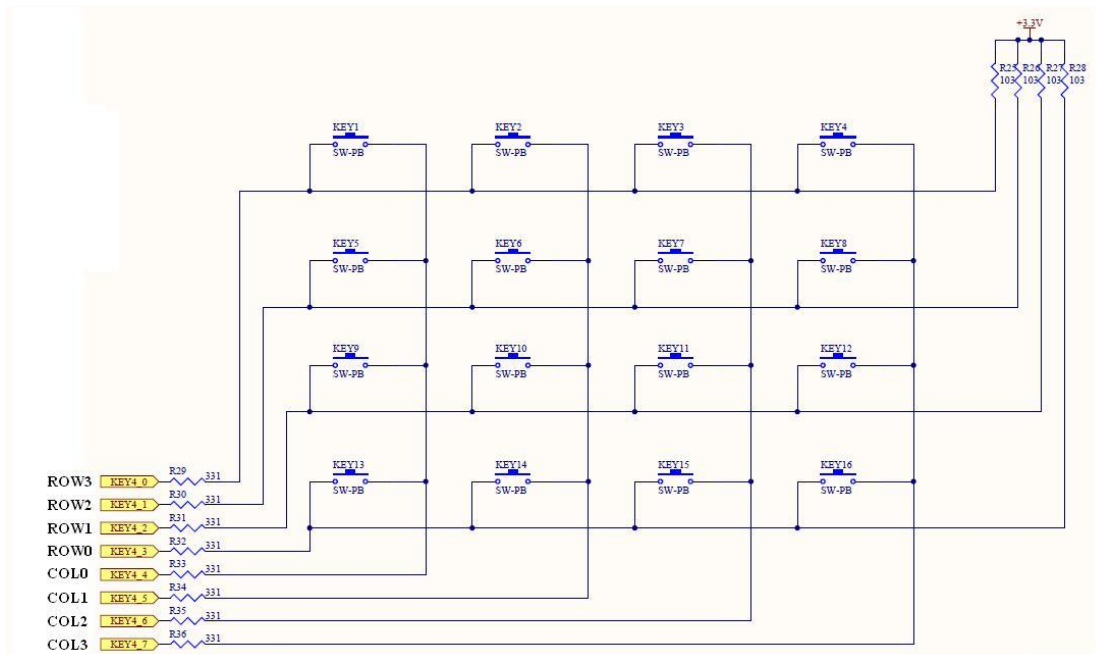 +3.3V
R25 R26 R27 R28
103 103 103 103
KEY1 KEY2 KEY3 KEY4
SW-PB SW-PB SW-PB SW-PB
KEY5 KEY6 KEY7 KEY8
SW-PB SW-PB SW-PB SW-PB
KEY9 KEY10 KEY11 KEY12
SW-PB SW-PB SW-PB SW-PB
KEY13 KEY14 KEY15 KEY16
SW-PB SW-PB SW-PB SW-PB
ROW3 KEY4_0 R29 331
ROW2 KEY4_1 R30 331
ROW1 KEY4_2 R31 331
ROW0 KEY4_3 R32 331
COL0 KEY4_4 R33 331
COL1 KEY4_5 R34 331
COL2 KEY4_6 R35 331
COL3 KEY4_7 R36 331